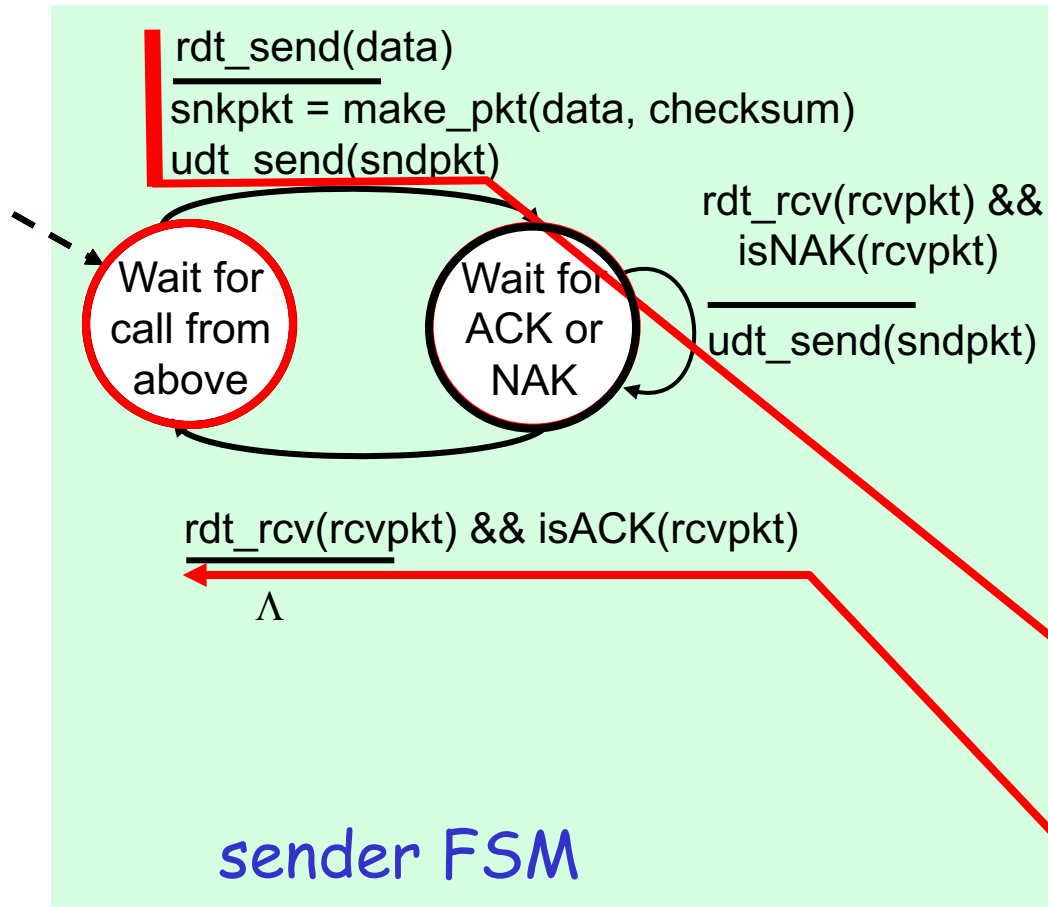 rdt_send(data)
snkpkt = make_pkt(data, checksum)
udt_send(sndpkt)
rdt_rcv(rcvpkt) &&
isNAK(rcvpkt)
udt_send(sndpkt)
Wait for
call from
above
Wait for
ACK or
NAK
rdt_rcv(rcvpkt) && isACK(rcvpkt)
Λ
sender FSM